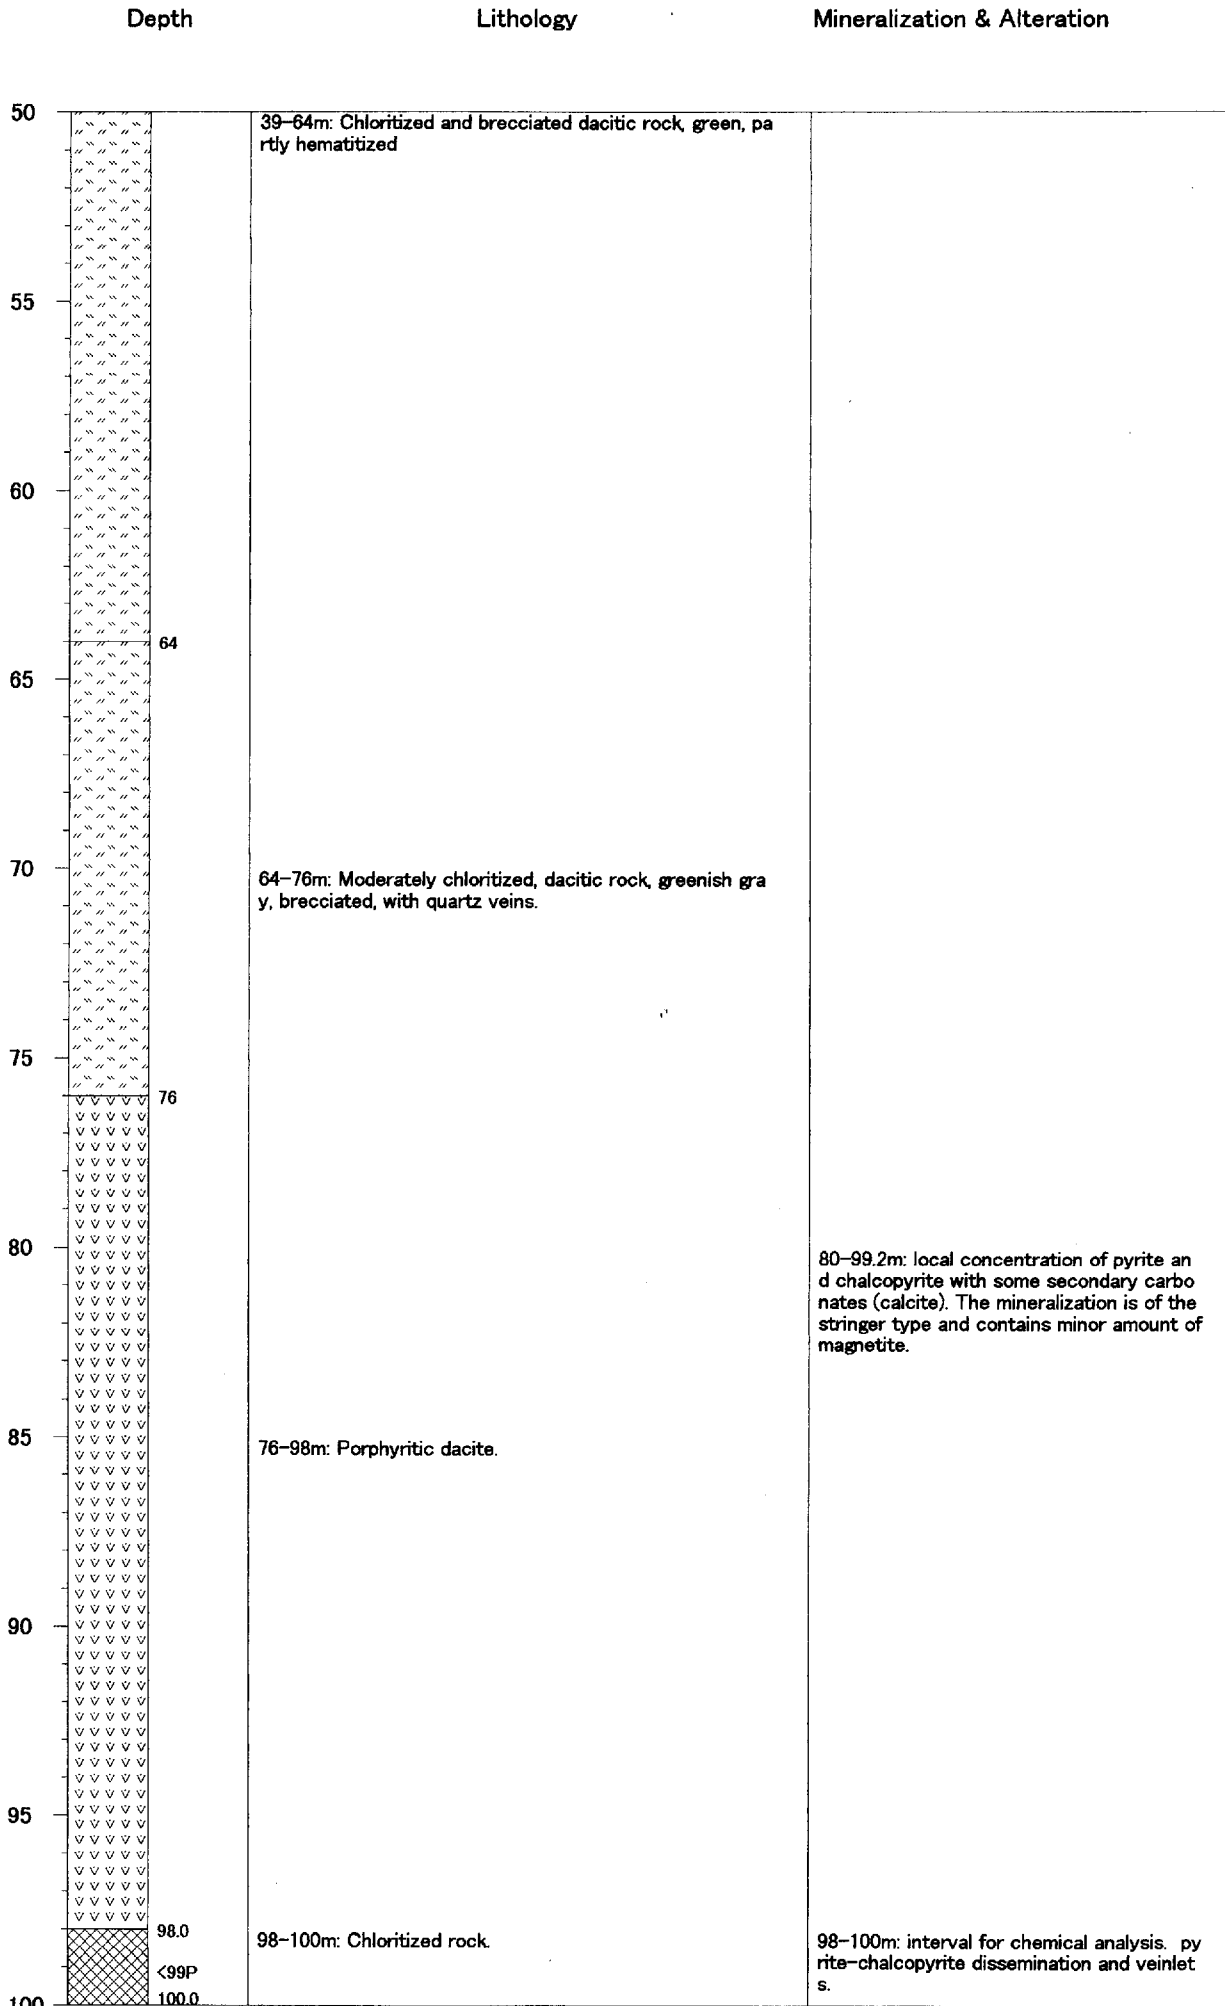 Depth Lithology Mineralization & Alteration
50
39-64m: Chloritized and brecciated dacitic rock, green, pa
rtly hematitized
55
60
64
65
70
64-76m: Moderately chloritized, dacitic rock, greenish gra
y, brecciated, with quartz veins.
75
76
80
80-99.2m: local concentration of pyrite an
d chalcopyrite with some secondary carbo
nates (calcite). The mineralization is of the
stringer type and contains minor amount of
magnetite.
85
76-98m: Porphyritic dacite.
90
95
98.0
98-100m: Chloritized rock.
98-100m: interval for chemical analysis. py
rite-chalcopyrite dissemination and veinlet
s.
<99P
100.0
100